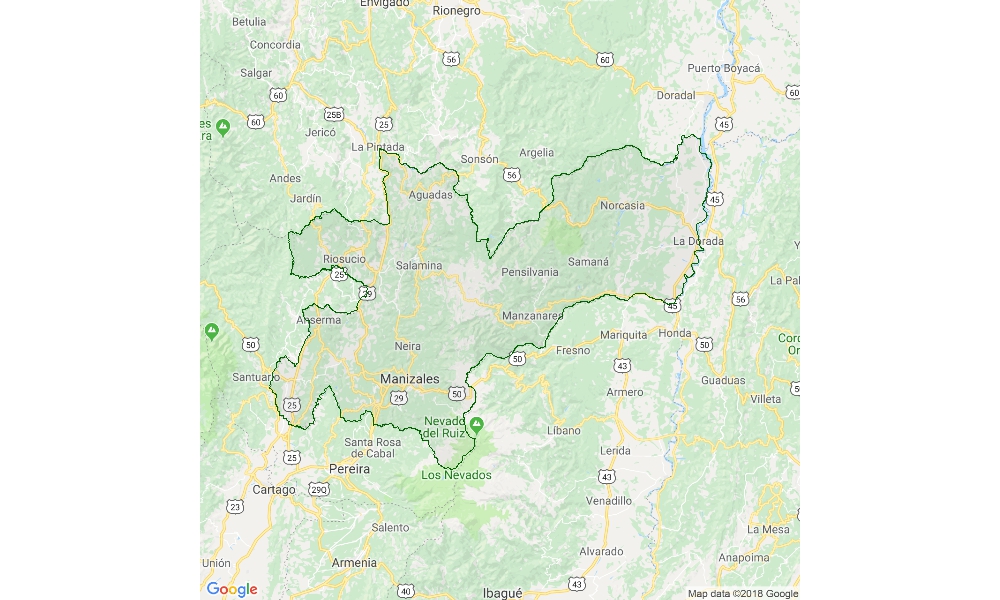 Envigado
Rionegro
Betulia
Concordia
56
60
Salgar
Puerto Boyacá
60
60
Doradal
25B
60
25
45
Jericó
La Pintada
Sonsón
Argelia
56
Andes
Aguadas
Jardín
45
Norcasia
La Dorada
Riosucio
Salamina
Samaná
25
Pensilvania
La Pal
29
56
45
Anserma
Manzanares
Mariquita
Honda
50
Neira
50
Fresno
50
43
Santuario
Manizales
Guaduas
50
29
Armero
Villeta
25
Nevado
del Ruiz
Líbano
Santa Rosa
de Cabal
Lerida
25
Pereira
Los Nevados
43
Cartago
29Q
Venadillo
23
Salento
La Mesa
Alvarado
Anapoima
Unión
Armenia
43
40
Ibagué
Google
Map data ©2018 Google